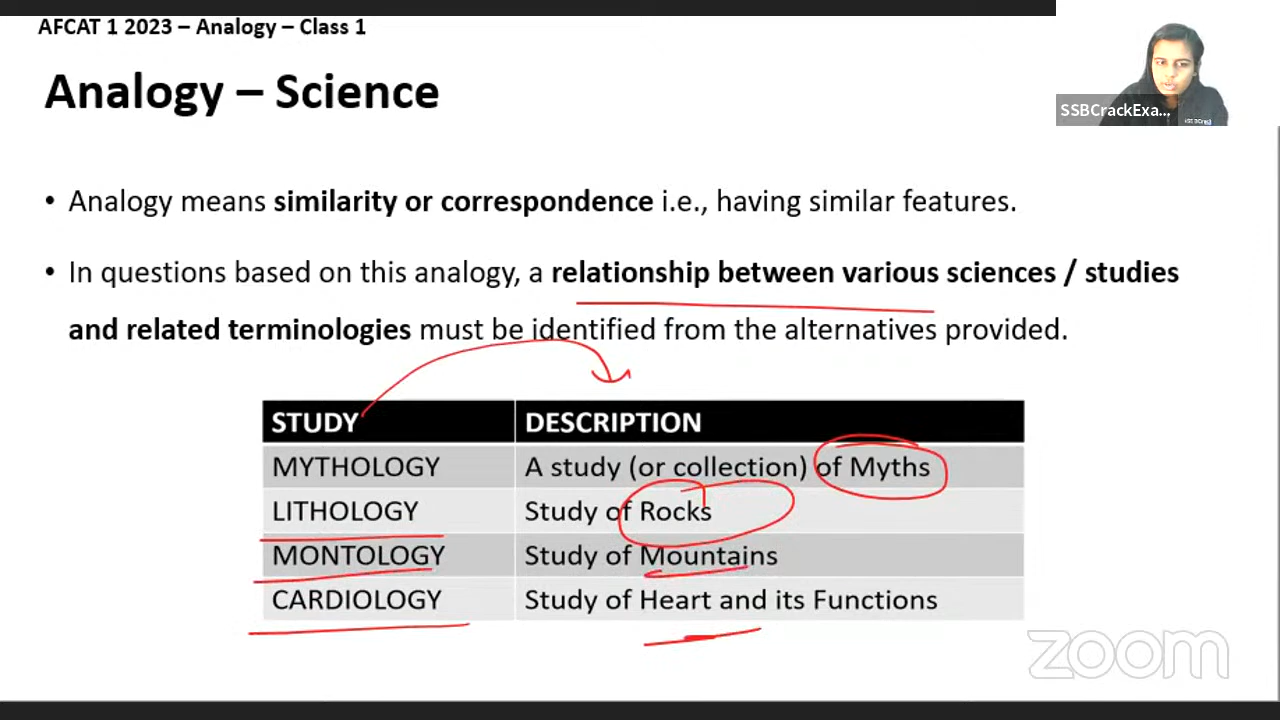 AFCAT 1 2023 – Analogy – Class 1
Analogy – Science
SSBCrackExa...
• Analogy means similarity or correspondence i.e., having similar features.
• In questions based on this analogy, a relationship between various sciences / studies
and related terminologies must be identified from the alternatives provided.
STUDY DESCRIPTION
MYTHOLOGY A study (or collection) of Myths
LITHOLOGY Study of Rocks
MONTOLOGY Study of Mountains
CARDIOLOGY Study of Heart and its Functions
zoom